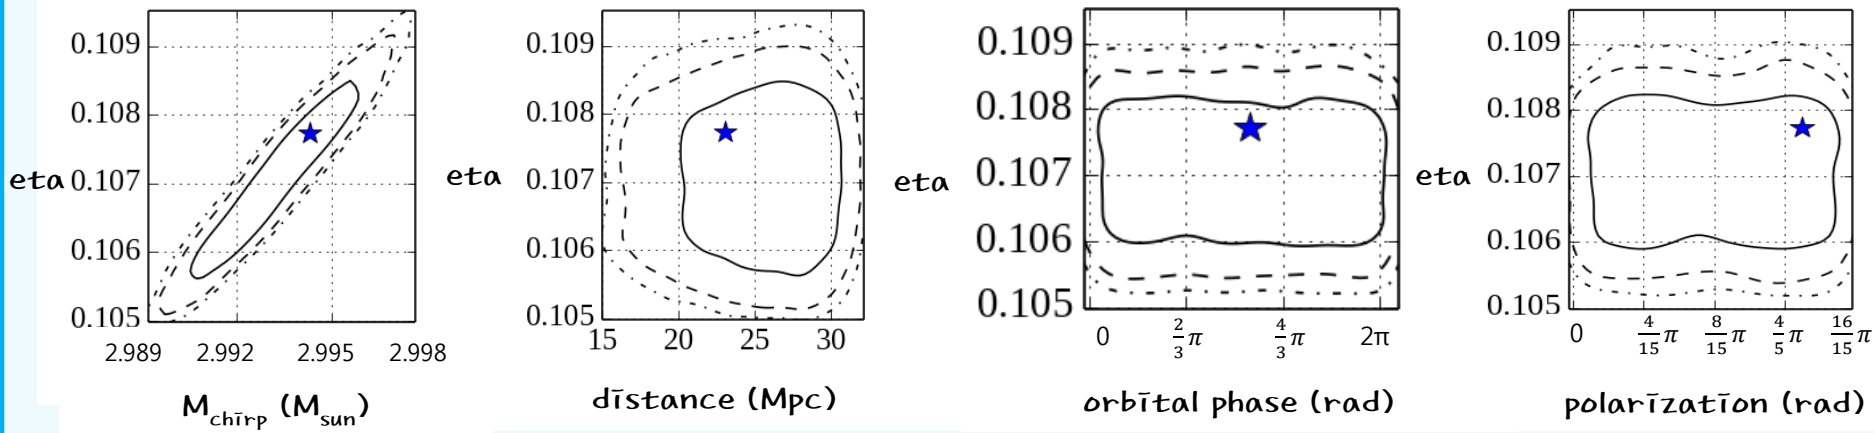 0.109
0.108
0.107
0.106
0.105
eta
2.989 2.992 2.995 2.998
M_chirp (M_sun)
0.109
0.108
0.107
0.106
0.105
eta
15 20 25 30
distance (Mpc)
0.109
0.108
0.107
0.106
0.105
eta
0 2/3 π 4/3 π 2π
orbital phase (rad)
0.109
0.108
0.107
0.106
0.105
eta
0 4/15 π 8/15 π 4/5 π 16/15 π
polarization (rad)